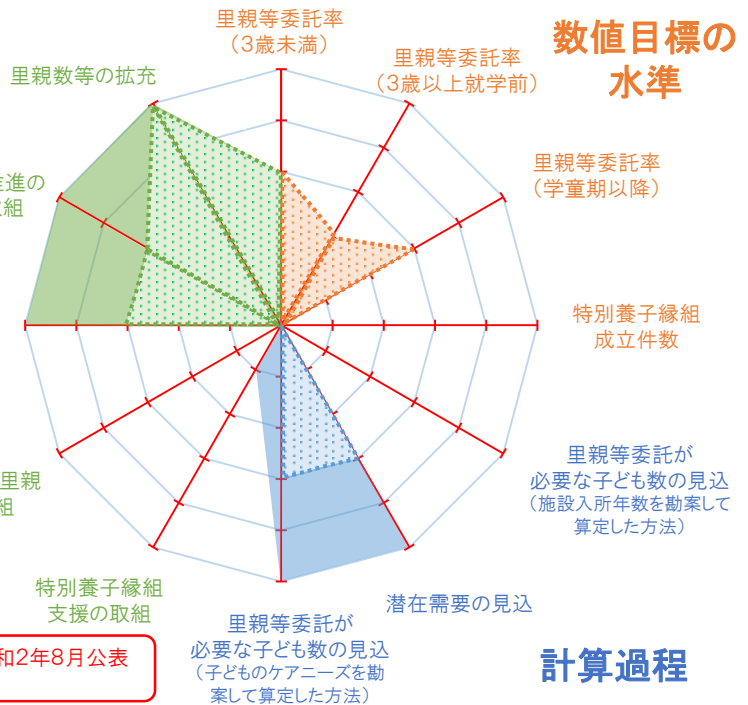 里親等委託率
（3歳未満）
数値目標の
水準
里親等委託率
（3歳以上就学前）
里親数等の拡充
里親等委託率
（学童期以降）
進の
取組
特別養子縁組
成立件数
里親等委託が
必要な子ども数の見込
（施設入所年数を勘案して
算定した方法）
里親
組
特別養子縁組
支援の取組
潜在需要の見込
里親等委託が
必要な子ども数の見込
（子どものケアニーズを勘
案して算定した方法）
和2年8月公表
計算過程